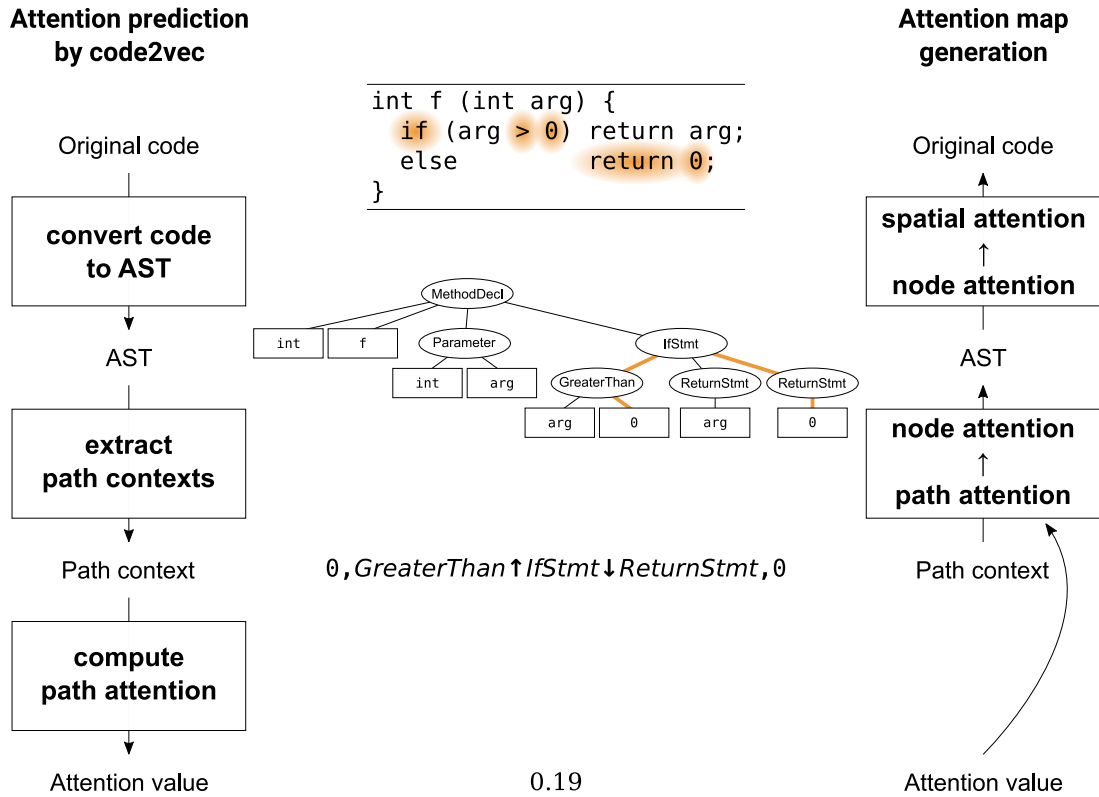 Attention prediction
by code2vec
Original code
convert code
to AST
AST
extract
path contexts
Path context
compute
path attention
Attention value
int f (int arg) {
  if (arg > 0) return arg;
  else           return 0;
}
MethodDecl
int
f
Parameter
IfStmt
int
arg
GreaterThan
ReturnStmt
ReturnStmt
arg
0
arg
0
0,GreaterThan↑IfStmt↓ReturnStmt,0
0.19
Attention map
generation
Original code
spatial attention
↑
node attention
AST
node attention
↑
path attention
Path context
Attention value